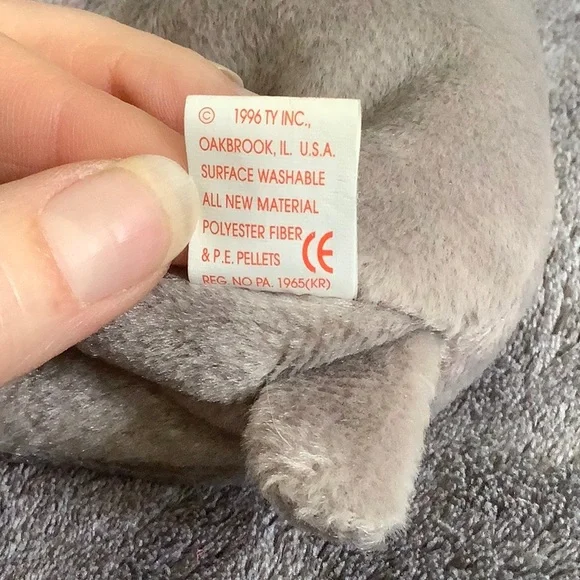 © 1996 TY INC.,
OAKBROOK, IL. U.S.A.
SURFACE WASHABLE
ALL NEW MATERIAL
POLYESTER FIBER
& P.E. PELLETS CE
REG. NO PA. 1965(KR)